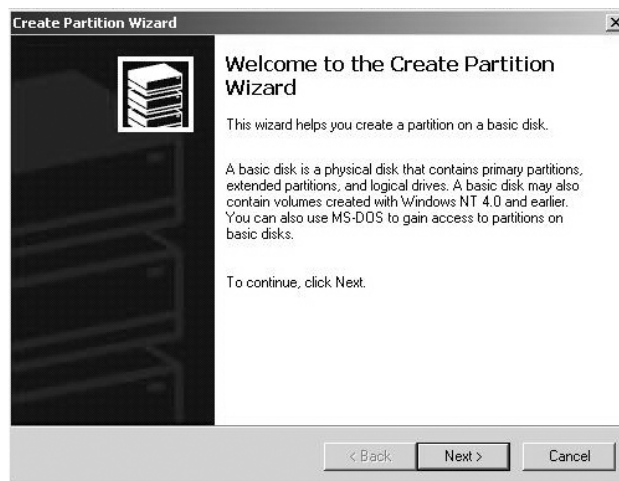 Create Partition Wizard
Welcome to the Create Partition
Wizard
This wizard helps you create a partition on a basic disk.
A basic disk is a physical disk that contains primary partitions,
extended partitions, and logical drives. A basic disk may also
contain volumes created with Windows NT 4.0 and earlier.
You can also use MS-DOS to gain access to partitions on
basic disks.
To continue, click Next.
< Back
Next >
Cancel